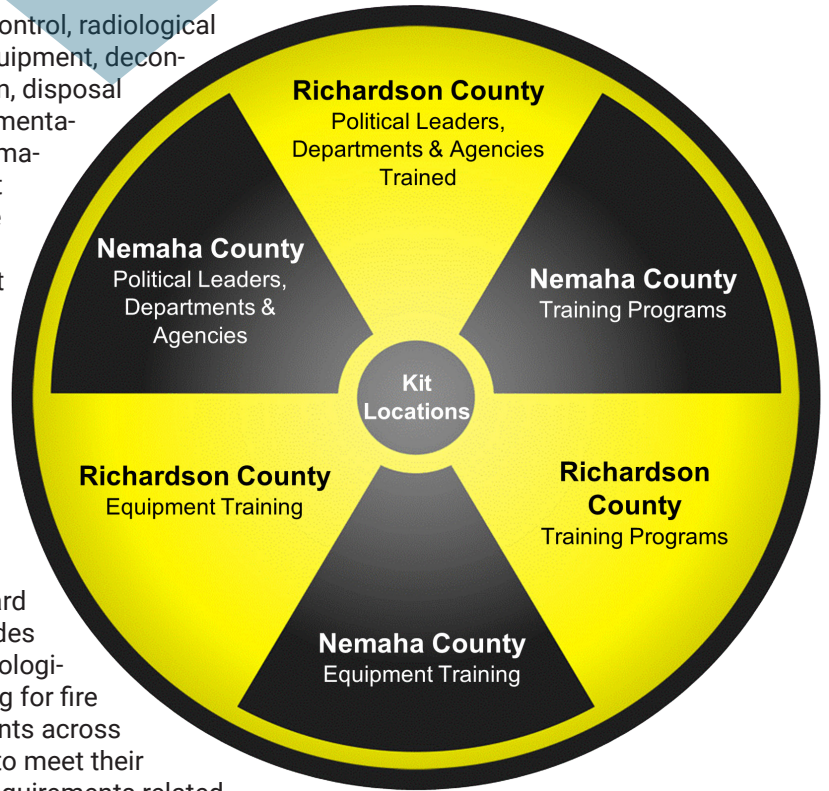 ontrol, radiological
uipment, decon-
n, disposal
menta-
ma-
t
Richardson County
Political Leaders,
Departments & Agencies
Trained
Nemaha County
Political Leaders,
Departments &
Agencies
Nemaha County
Training Programs
Kit
Locations
Richardson County
Equipment Training
Richardson
County
Training Programs
Nemaha County
Equipment Training
ard
des
ologi-
g for fire
nts across
to meet their